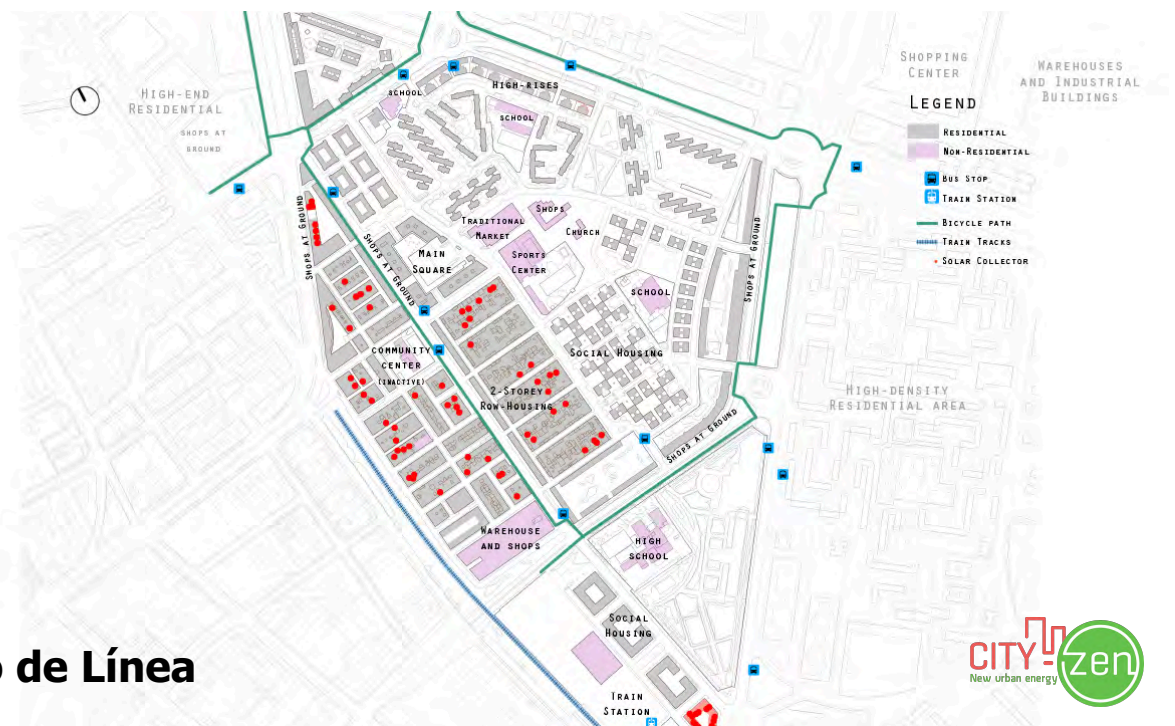 SHOPPING
CENTER
WAREHOUSES
AND INDUSTRIAL
BUILDINGS
HIGH-END
RESIDENTIAL
SHOPS AT
GROUND
SCHOOL
HIGH-RISES
SCHOOL
LEGEND
RESIDENTIAL
NON-RESIDENTIAL
BUS STOP
TRAIN STATION
BICYCLE PATH
TRAIN TRACKS
SOLAR COLLECTOR
SHOPS AT GROUND
SHOPS AT GROUND
MAIN
SQUARE
TRADITIONAL
MARKET
SHOPS
CHURCH
SPORTS
CENTER
SCHOOL
SHOPS AT GROUND
COMMUNITY
CENTER
(INACTIVE)
SOCIAL HOUSING
2-STOREY
ROW-HOUSING
HIGH-DENSITY
RESIDENTIAL AREA
SHOPS AT GROUND
WAREHOUSE
AND SHOPS
HIGH
SCHOOL
SOCIAL
HOUSING
TRAIN
STATION
o de Línea
CITY-zen
New urban energy